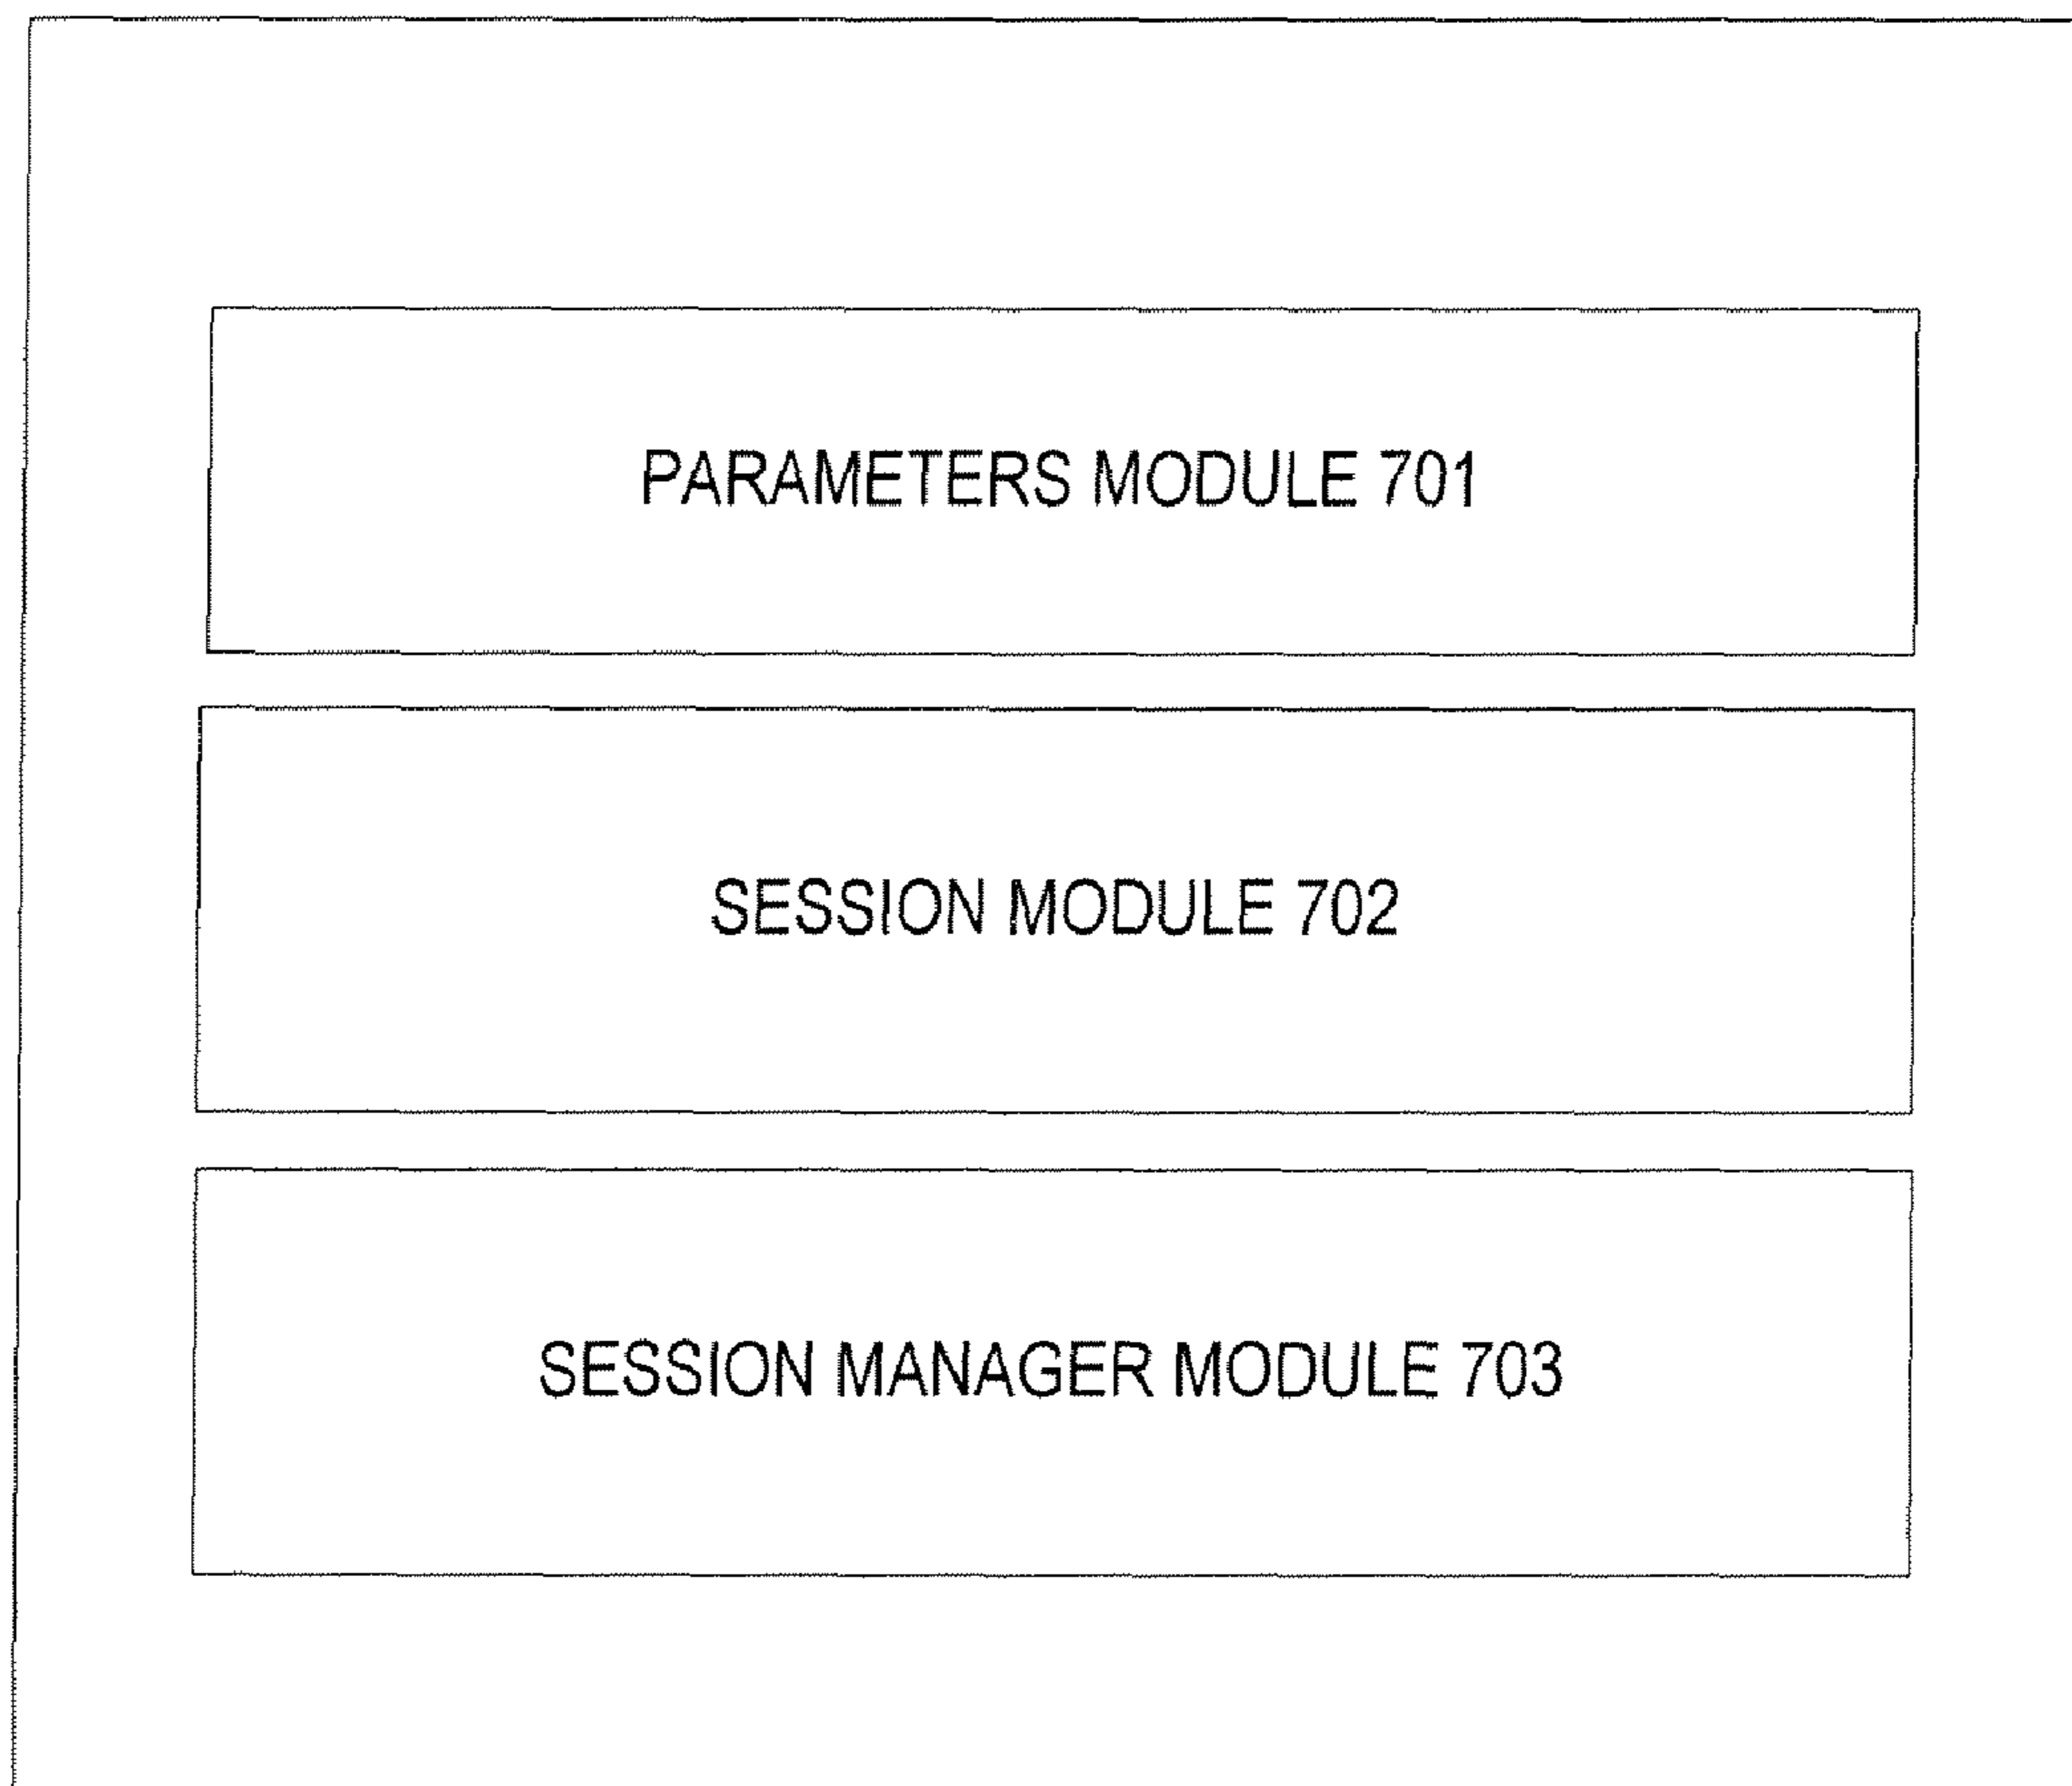 PARAMETERS MODULE 701
SESSION MODULE 702
SESSION MANAGER MODULE 703